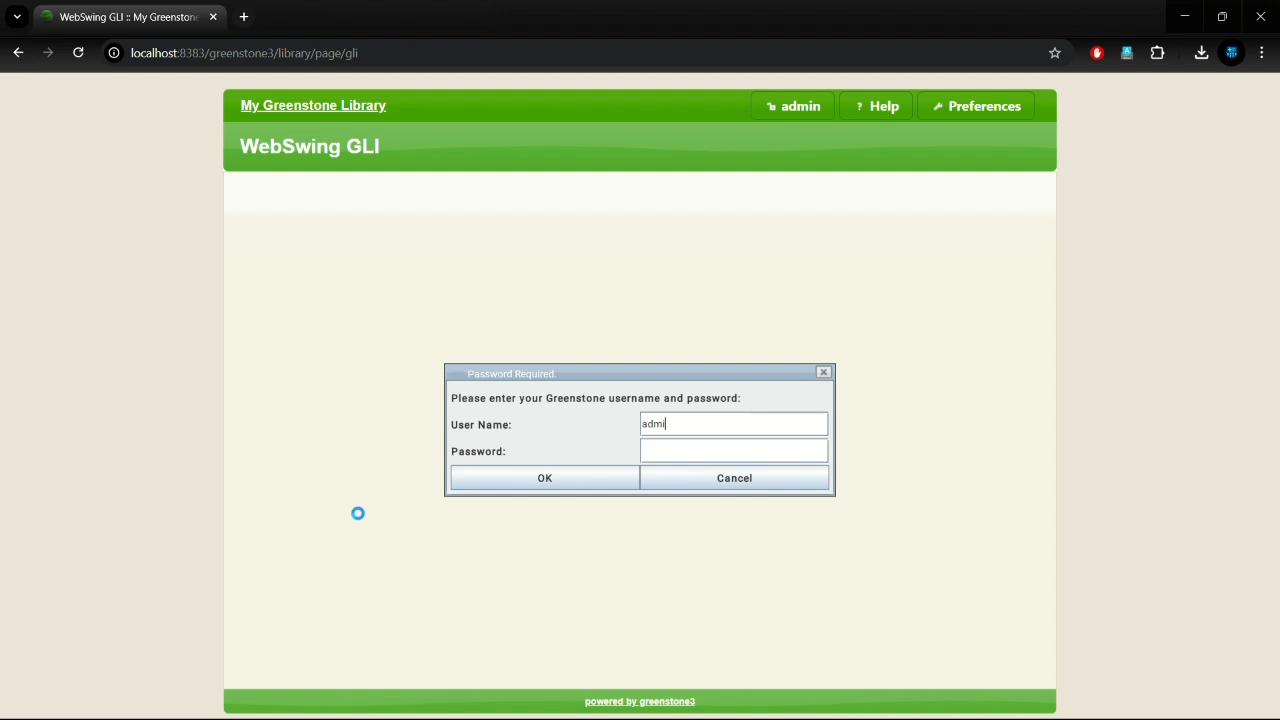 WebSwing GLI :: My Greenstone
localhost:8383/greenstone3/library/page/gli
My Greenstone Library
admin
? Help
Preferences
WebSwing GLI
Password Required.
Please enter your Greenstone username and password:
User Name: admi
Password:
OK Cancel
powered by greenstone3